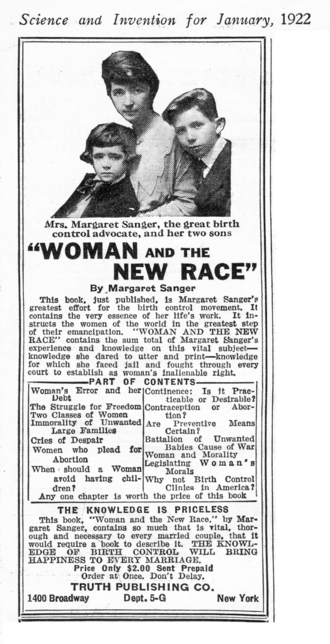 Science and Invention for January, 1922
Mrs. Margaret Sanger, the great birth
control advocate, and her two sons
"WOMAN AND THE
NEW RACE"
By Margaret Sanger
This book, just published, is Margaret Sanger's
greatest effort for the birth control movement. It
contains the very essence of her life's work. It in-
structs the women of the world in the greatest step
of their emancipation. "WOMAN AND THE NEW
RACE" contains the sum total of Margaret Sanger's
experience and knowledge on this vital subject—
knowledge she dared to utter and print—knowledge
for which she faced jail and fought through every
court to establish as woman's inalienable right.
PART OF CONTENTS
Woman's Error and her
Debt
The Struggle for Freedom
Two Classes of Women
Immorality of Unwanted
Large Families
Cries of Despair
Women who plead for
Abortion
When should a Woman
avoid having chil-
dren?
Continence: Is it Prac-
ticable or Desirable?
Contraception or Abor-
tion?
Are Preventive Means
Certain?
Battalion of Unwanted
Babies Cause of War
Woman and Morality
Legislating Woman's
Morals
Why not Birth Control
Clinics in America?
Any one chapter is worth the price of this book
THE KNOWLEDGE IS PRICELESS
This book, "Woman and the New Race," by Mar-
garet Sanger, contains so much that is vital, thor-
ough and necessary to every married couple, that it
would require a book to describe it. THE KNOWL-
EDGE OF BIRTH CONTROL WILL BRING
HAPPINESS TO EVERY MARRIAGE.
Price Only $2.00 Sent Prepaid
Order at Once, Don't Delay.
TRUTH PUBLISHING CO.
1400 Broadway Dept. 5-G New York